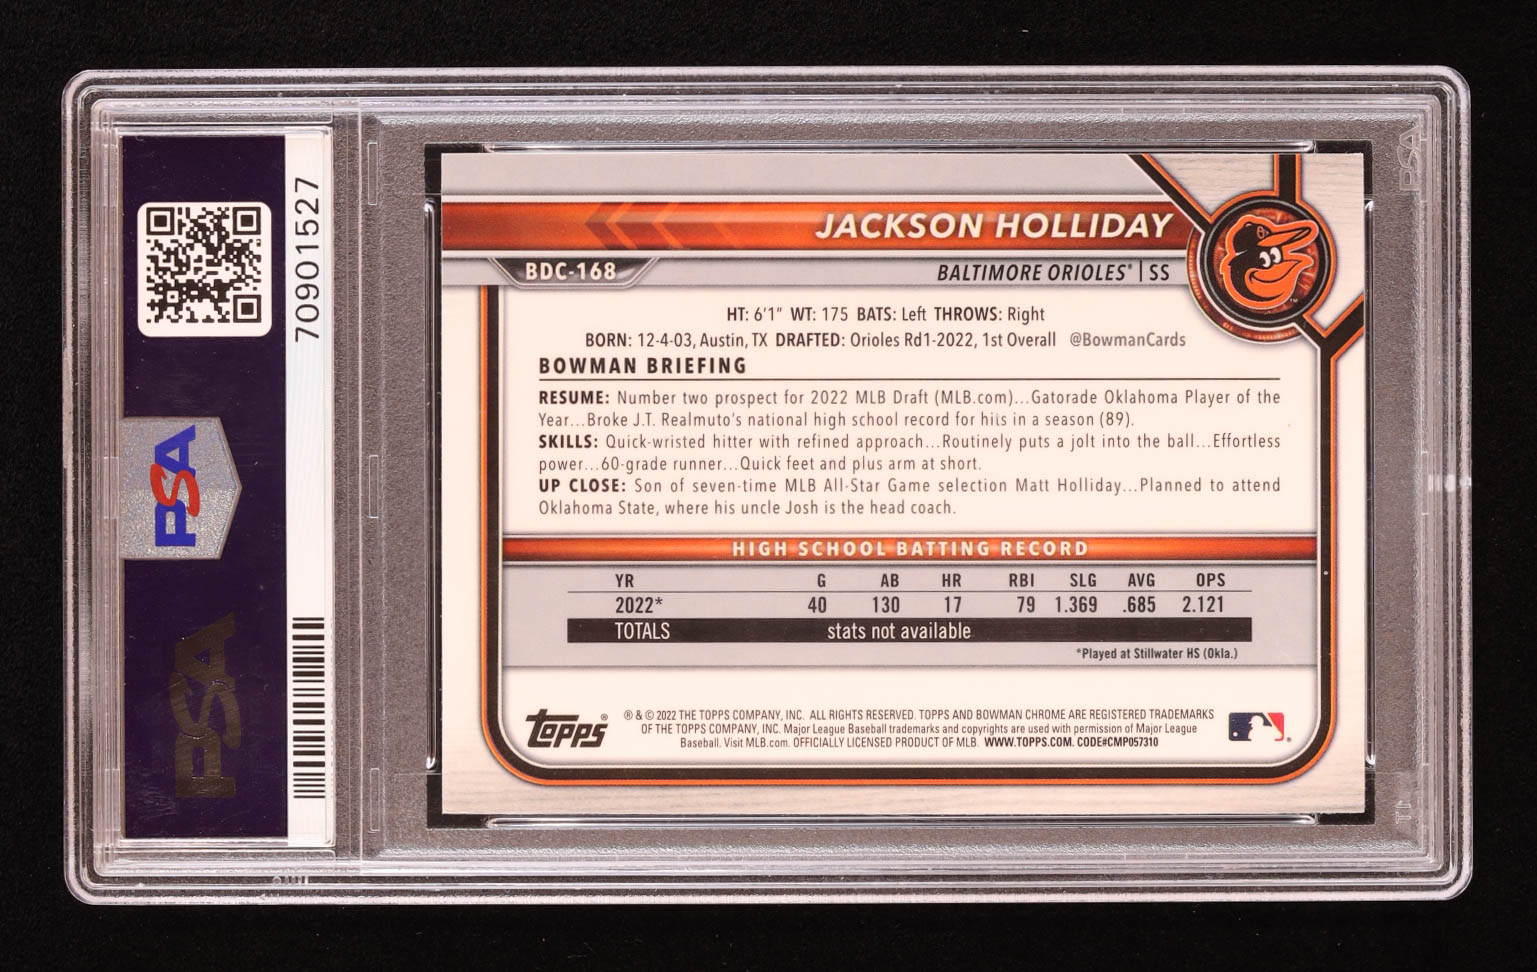 70901527
PSA
PSA
PSA
JACKSON HOLLIDAY
BDC-168
BALTIMORE ORIOLES® | SS
HT: 6'1" WT: 175 BATS: Left THROWS: Right
BORN: 12-4-03, Austin, TX DRAFTED: Orioles Rd1-2022, 1st Overall @BowmanCards
BOWMAN BRIEFING
RESUME: Number two prospect for 2022 MLB Draft (MLB.com)...Gatorade Oklahoma Player of the
Year...Broke J.T. Realmuto's national high school record for hits in a season (89).
SKILLS: Quick-wristed hitter with refined approach...Routinely puts a jolt into the ball...Effortless
power...60-grade runner...Quick feet and plus arm at short.
UP CLOSE: Son of seven-time MLB All-Star Game selection Matt Holliday...Planned to attend
Oklahoma State, where his uncle Josh is the head coach.
HIGH SCHOOL BATTING RECORD
YR G AB HR RBI SLG AVG OPS
2022* 40 130 17 79 1.369 .685 2.121
TOTALS stats not available
*Played at Stillwater HS (Okla.)
Topps®
® & © 2022 THE TOPPS COMPANY, INC. ALL RIGHTS RESERVED. TOPPS AND BOWMAN CHROME ARE REGISTERED TRADEMARKS
OF THE TOPPS COMPANY, INC. Major League Baseball trademarks and copyrights are used with permission of Major League
Baseball. Visit MLB.com. OFFICIALLY LICENSED PRODUCT OF MLB. WWW.TOPPS.COM. CODE#CMP057310